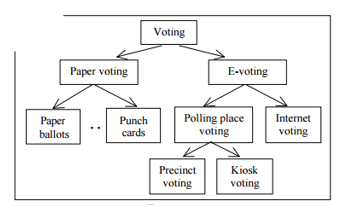 Voting
Paper voting
E-voting
Paper
ballots
. .
Punch
cards
Polling place
voting
Internet
voting
Precinct
voting
Kiosk
voting